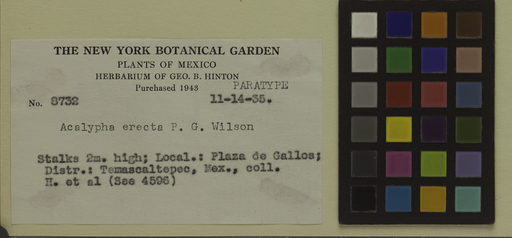 THE NEW YORK BOTANICAL GARDEN
PLANTS OF MEXICO
HERBARIUM OF GEO. B. HINTON
Purchased 1943
PARATYPE
No. 8732
11-14-35.
Acalypha erecta P. G. Wilson
Stalks 2m. high; Local.: Plaza de Gallos;
Distr.: Temascaltepec, Mex., coll.
H. et al (See 4596)